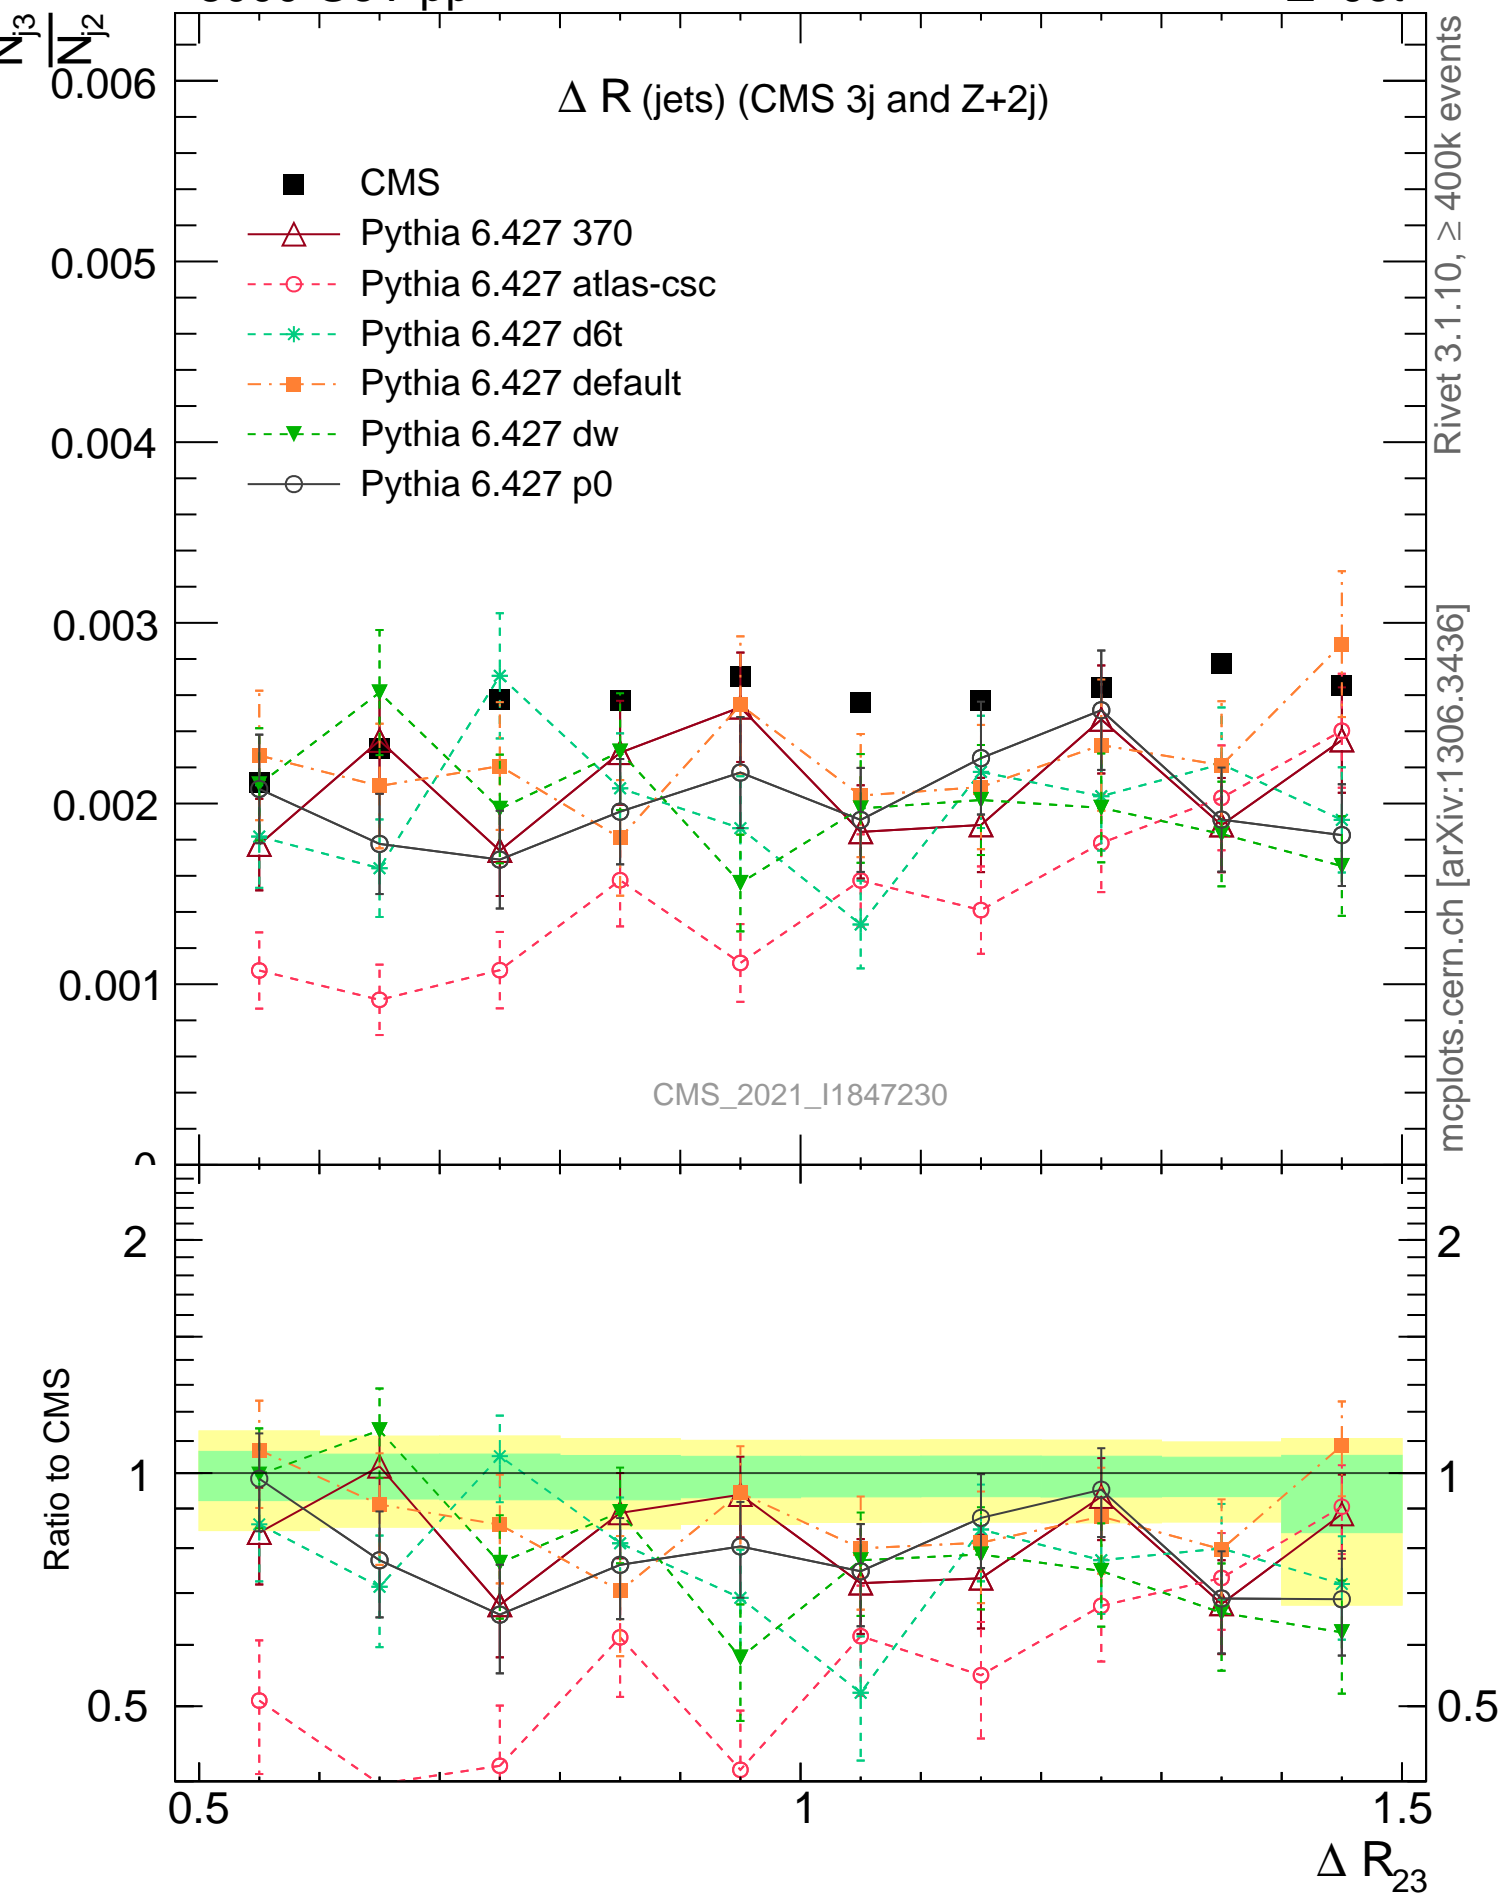 N_j3
N_j2
Δ R (jets) (CMS 3j and Z+2j)
CMS
Pythia 6.427 370
Pythia 6.427 atlas-csc
Pythia 6.427 d6t
Pythia 6.427 default
Pythia 6.427 dw
Pythia 6.427 p0
0.006
0.005
0.004
0.003
0.002
0.001
CMS_2021_I1847230
Rivet 3.1.10, ≥ 400k events
mcplots.cern.ch [arXiv:1306.3436]
Ratio to CMS
2
1
0.5
2
1
0.5
0.5
1
1.5
Δ R_23